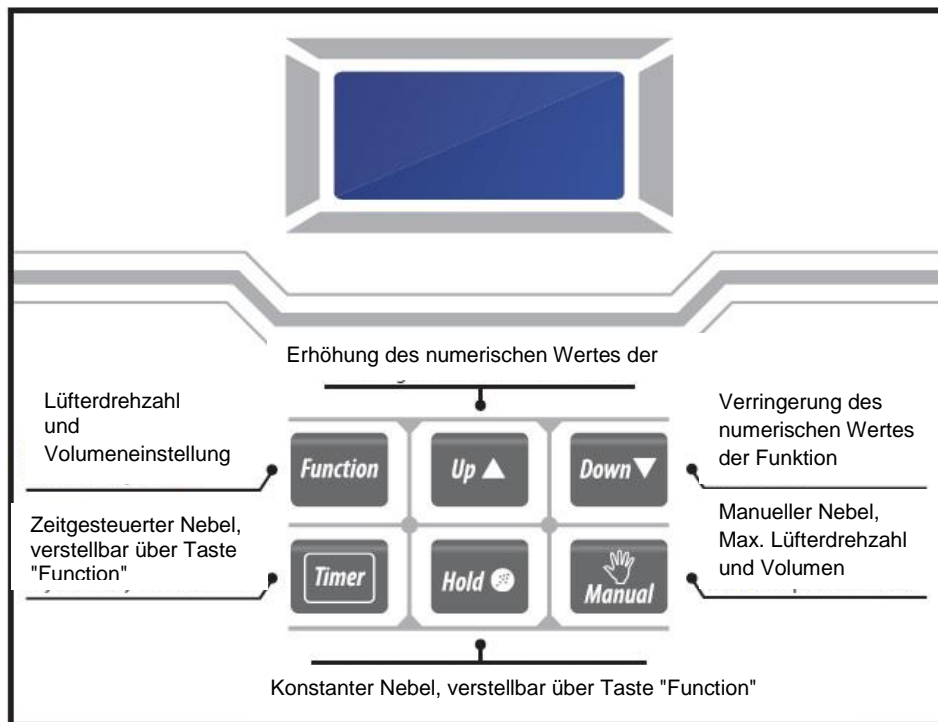 Erhöhung des numerischen Wertes der
Lüfterdrehzahl
und
Volumeneinstellung
Verringerung des
numerischen Wertes
der Funktion
Function
Up ▲
Down ▼
Zeitgesteuerter Nebel,
verstellbar über Taste
"Function"
Manueller Nebel,
Max. Lüfterdrehzahl
und Volumen
Timer
Hold
Manual
Konstanter Nebel, verstellbar über Taste "Function"